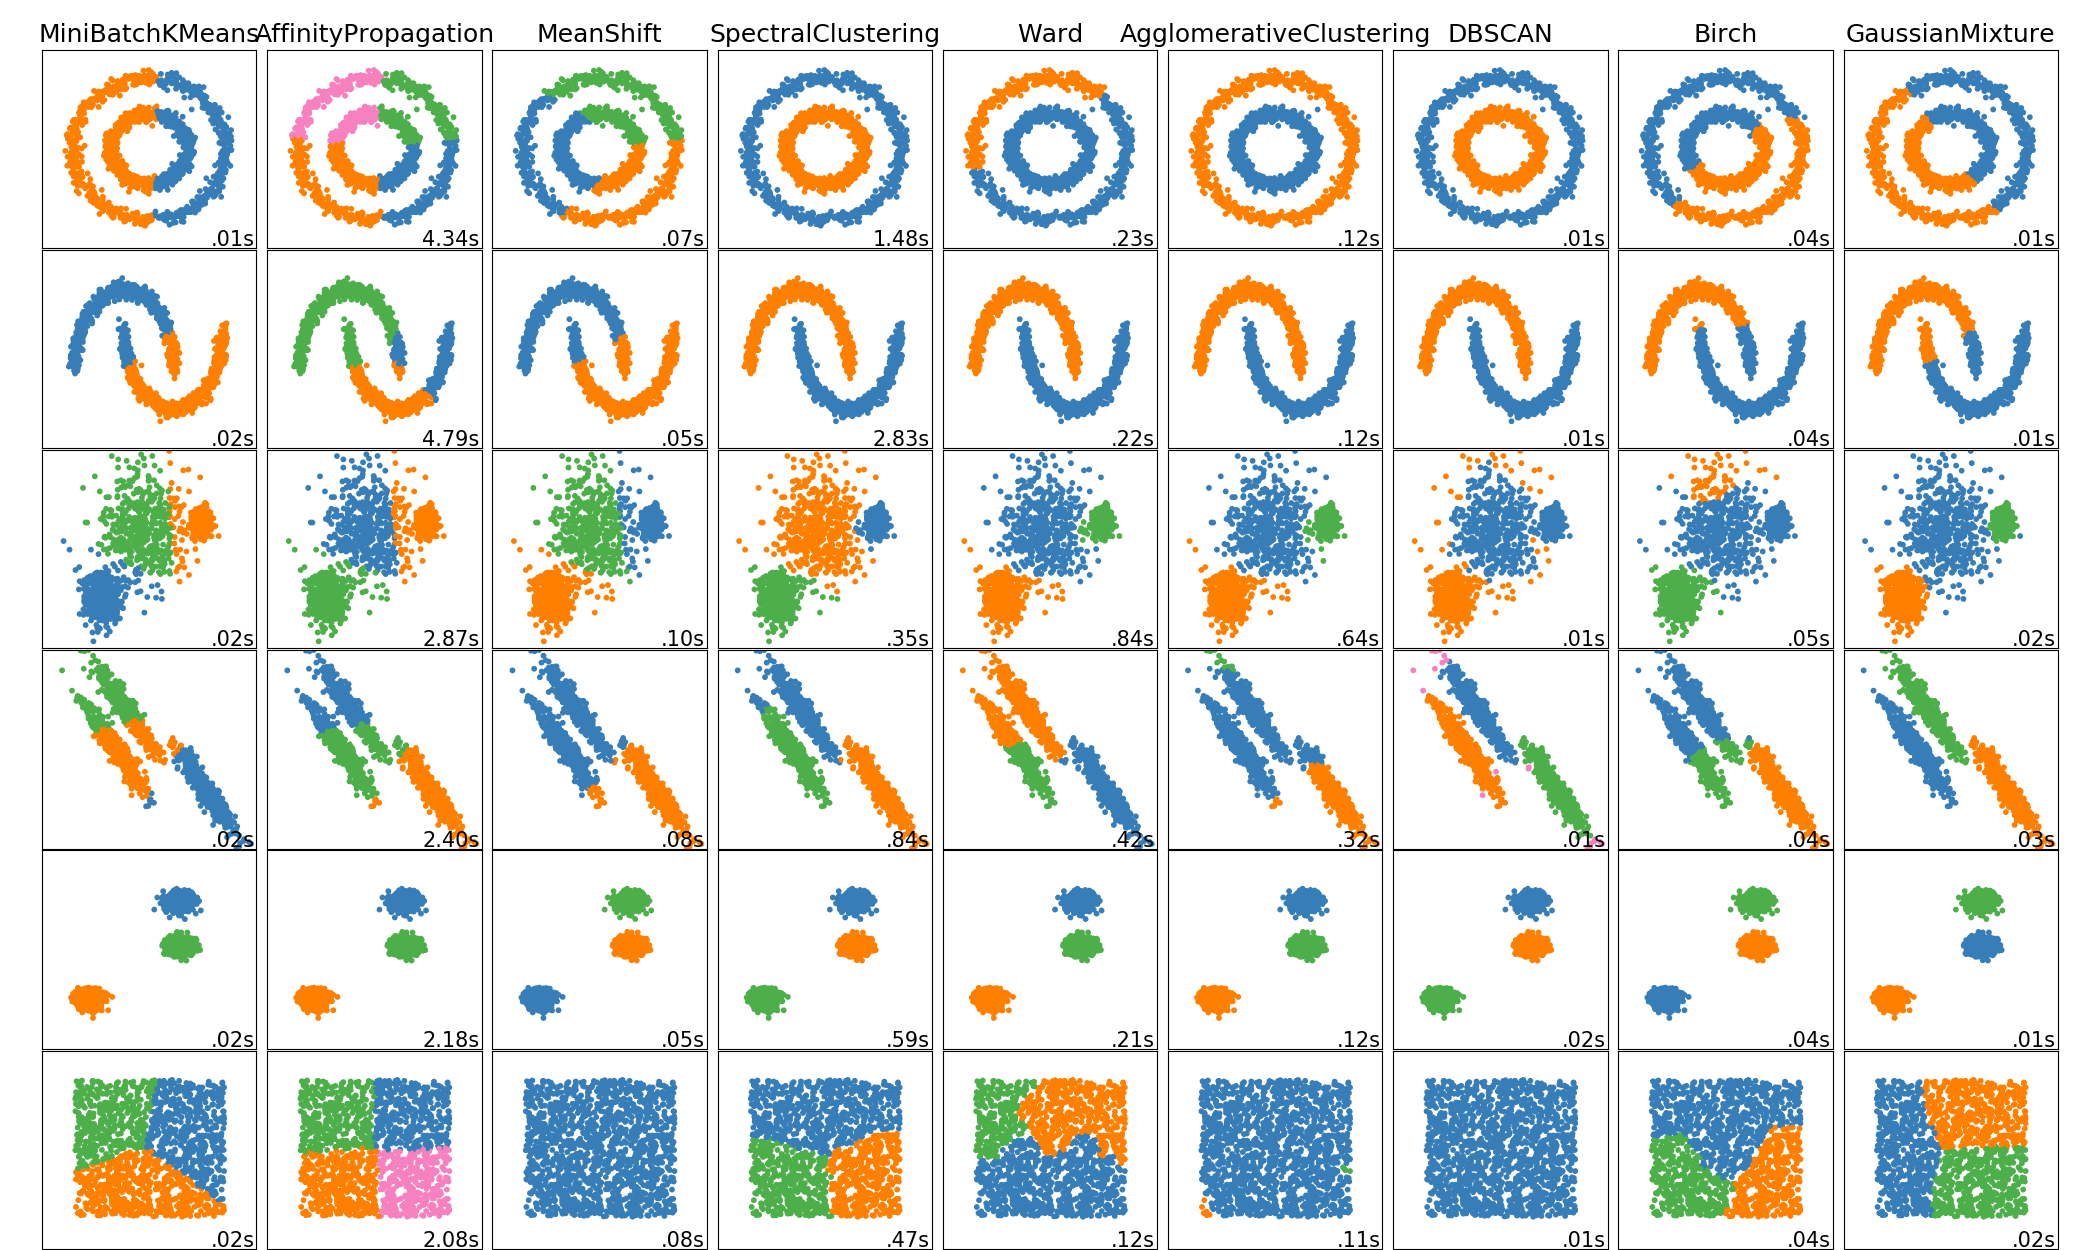 MiniBatchKMeans AffinityPropagation MeanShift SpectralClustering Ward AgglomerativeClustering DBSCAN Birch GaussianMixture
.01s 4.34s .07s 1.48s .23s .12s .01s .04s .01s
.02s 4.79s .05s 2.83s .22s .12s .01s .04s .01s
.02s 2.87s .10s .35s .84s .64s .01s .05s .02s
.02s 2.40s .08s .84s .42s .32s .01s .04s .03s
.02s 2.18s .05s .59s .21s .12s .02s .04s .01s
.02s 2.08s .08s .47s .12s .11s .01s .04s .02s